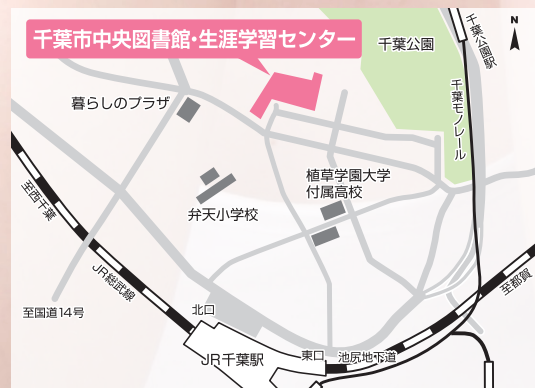 千葉市中央図書館・生涯学習センター
千葉公園
N
千葉公園駅
千葉モノレール
暮らしのプラザ
植草学園大学
付属高校
弁天小学校
至西千葉
JR総武線
至国道14号
北口
JR千葉駅
東口
池尻地下道
至都賀